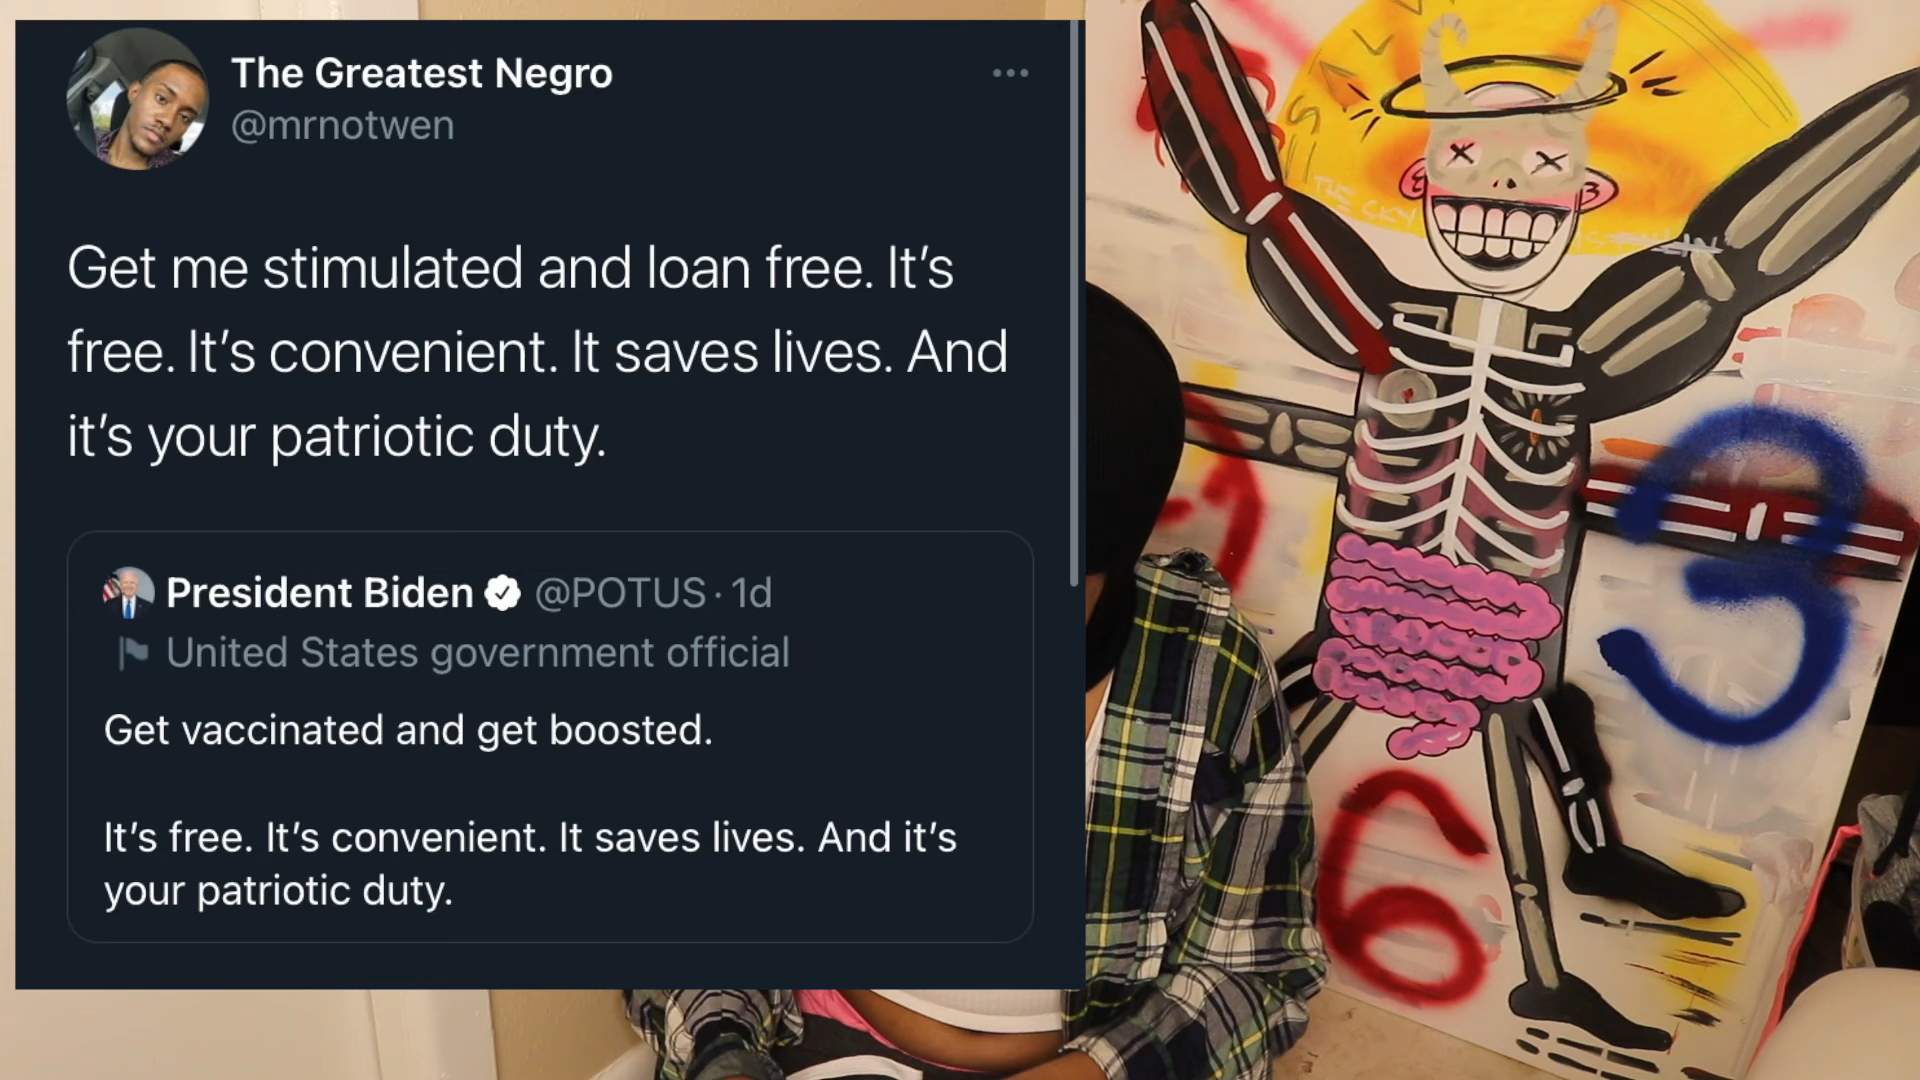 The Greatest Negro
@mrnotwen
Get me stimulated and loan free. It’s
free. It’s convenient. It saves lives. And
it’s your patriotic duty.
President Biden @POTUS · 1d
United States government official
Get vaccinated and get boosted.
It’s free. It’s convenient. It saves lives. And it’s
your patriotic duty.
THE SKY
3
6